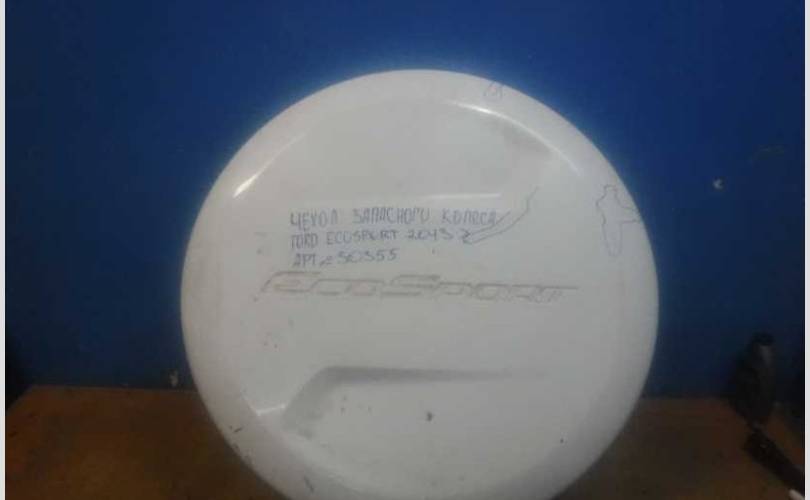 ЧЕХОЛ ЗАПАСНОГО КОЛЕСА
FORD ECOSPORT 2013 >
АРТ: 50355
ECOSPORT